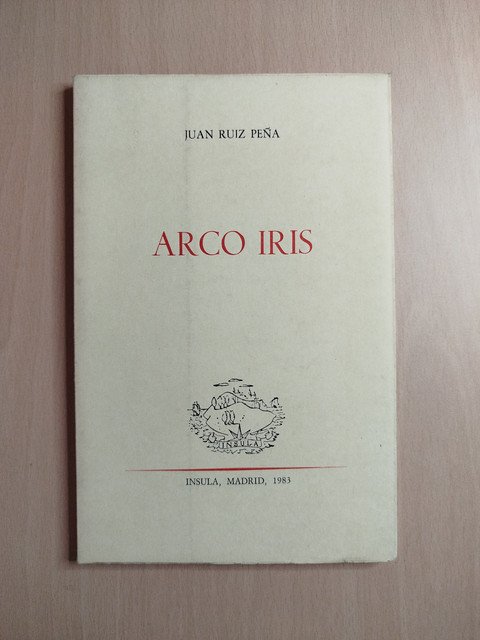 JUAN RUIZ PEÑA
ARCO IRIS
INSULA
INSULA, MADRID, 1983